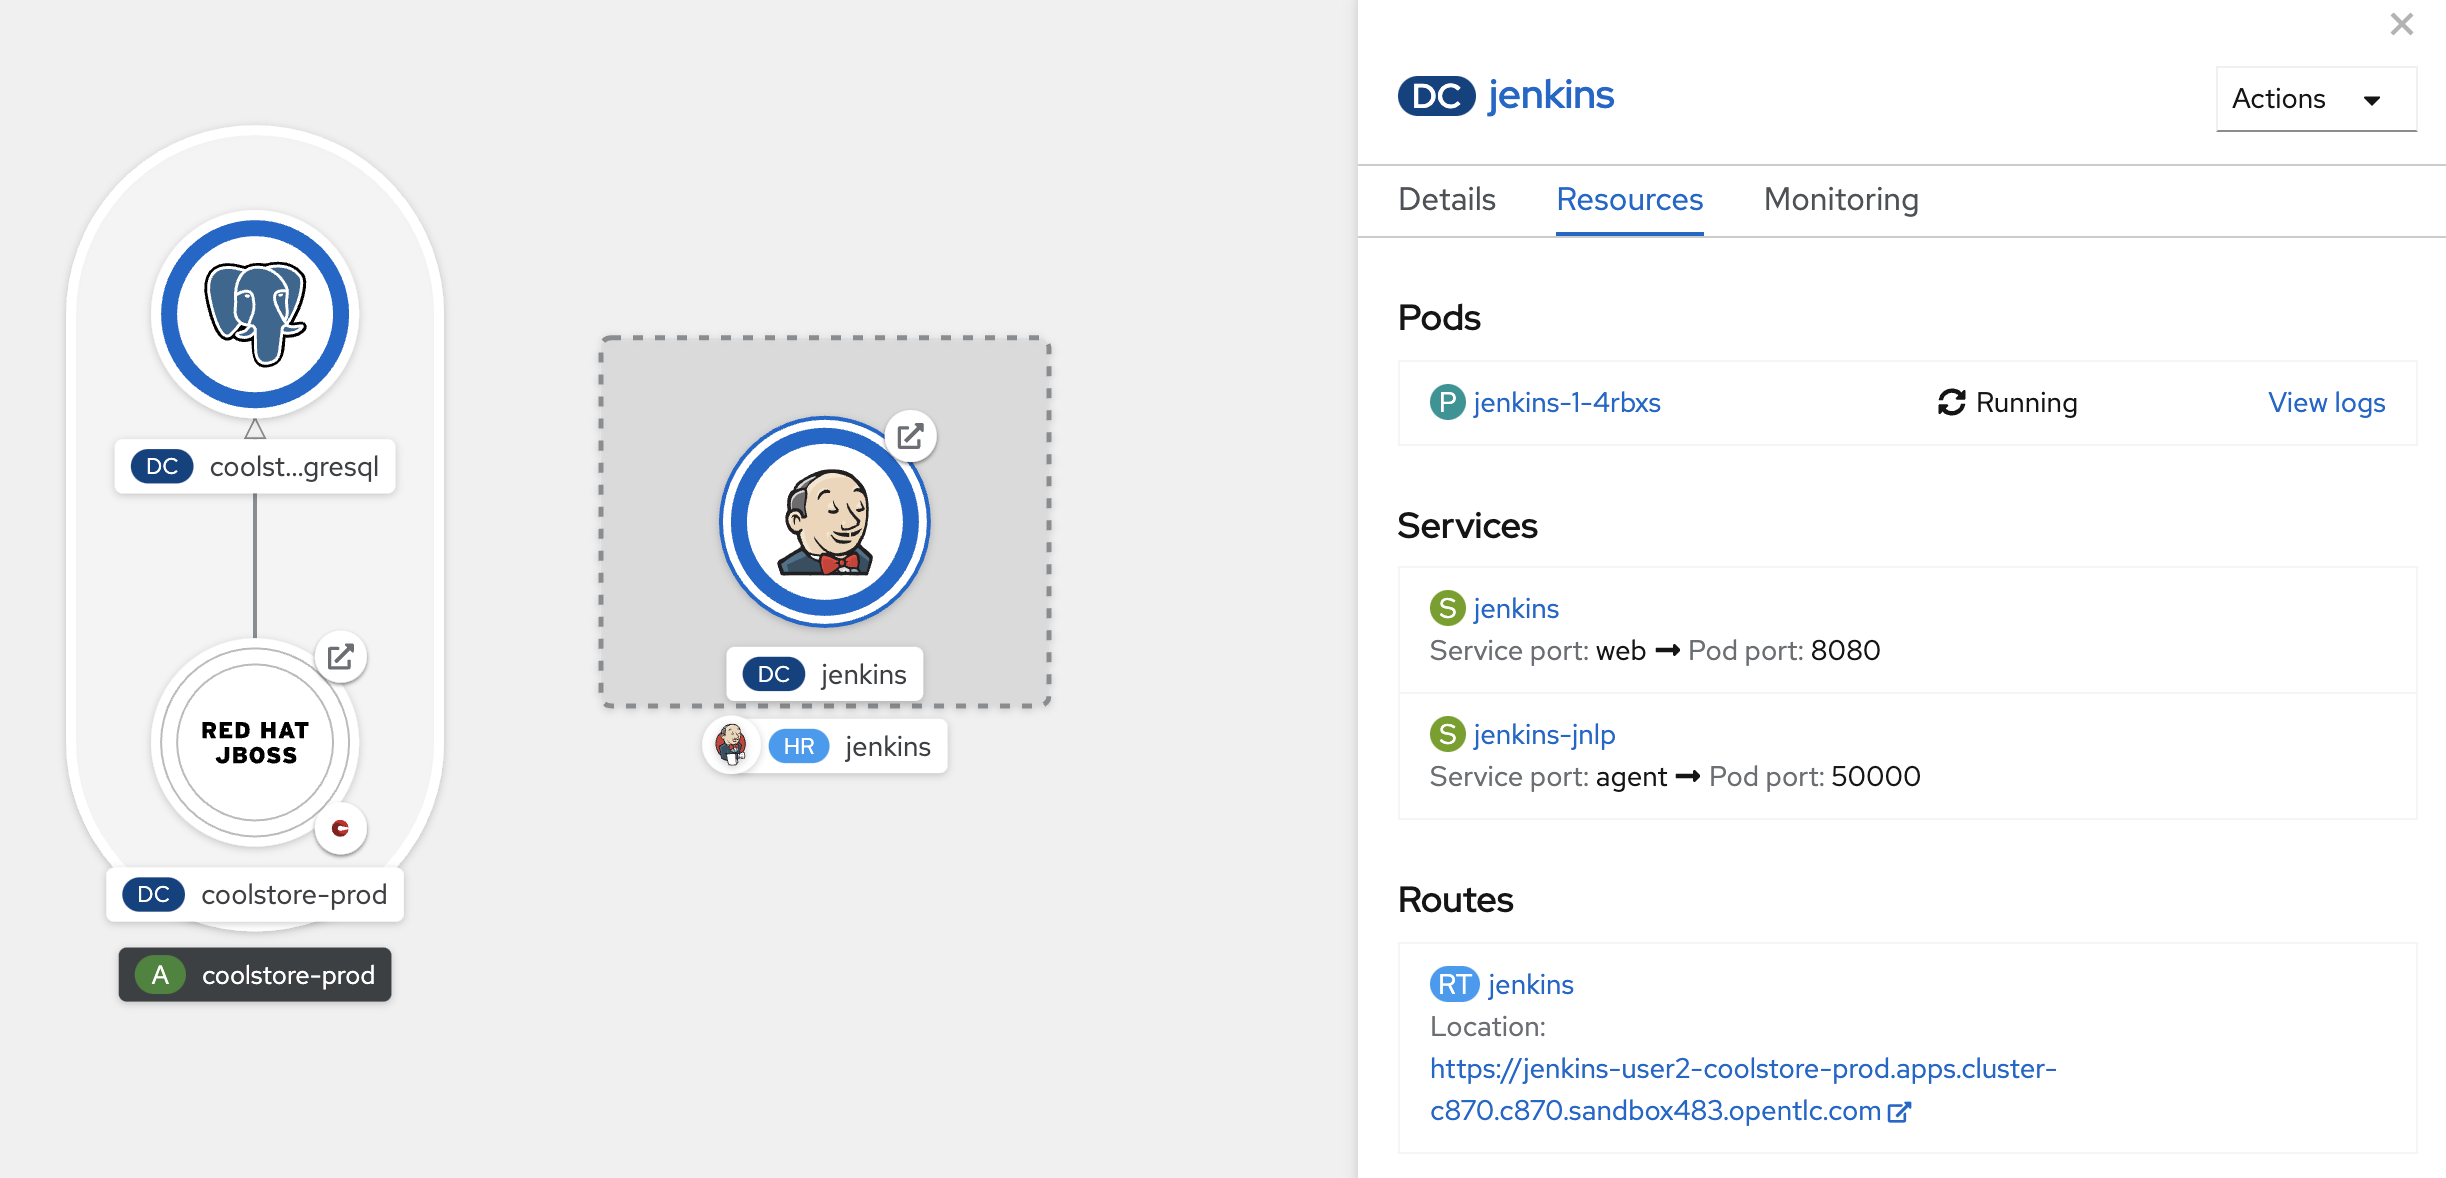 DC coolst...gresql
RED HAT
JBOSS
DC coolstore-prod
A coolstore-prod
DC jenkins
HR jenkins
DC jenkins
Actions
Details Resources Monitoring
Pods
P jenkins-1-4rbxs Running View logs
Services
S jenkins
Service port: web → Pod port: 8080
S jenkins-jnlp
Service port: agent → Pod port: 50000
Routes
RT jenkins
Location:
https://jenkins-user2-coolstore-prod.apps.cluster-
c870.c870.sandbox483.opentlc.com